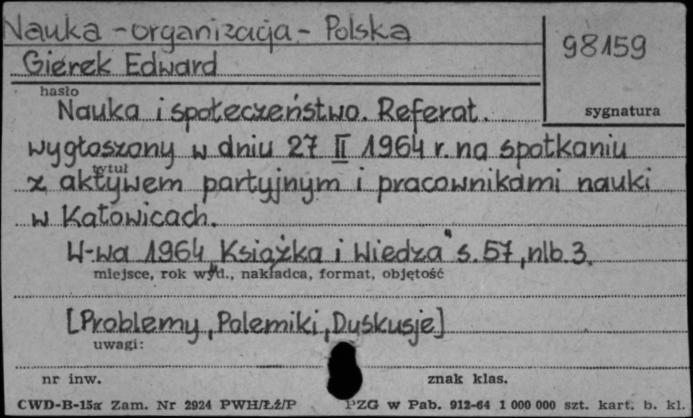 Nauka - organizacja - Polska
98159
Gierek Edward
hasło
Nauka i społeczeństwo. Referat.
sygnatura
wygłoszony w dniu 27 II 1964 r. na spotkaniu
tytuł
z aktywem partyjnym i pracownikami nauki
w Katowicach.
W-wa 1964 „Książka i Wiedza" s. 57, nlb. 3.
miejsce, rok wyd., nakładca, format, objętość
[Problemy, Polemiki, Dyskusje]
uwagi:
nr inw. znak klas.
CWD-B-15a Zam. Nr 2924 PWH/Łź/P PZG w Pab. 912-64 1 000 000 szt. kart. b. kl.